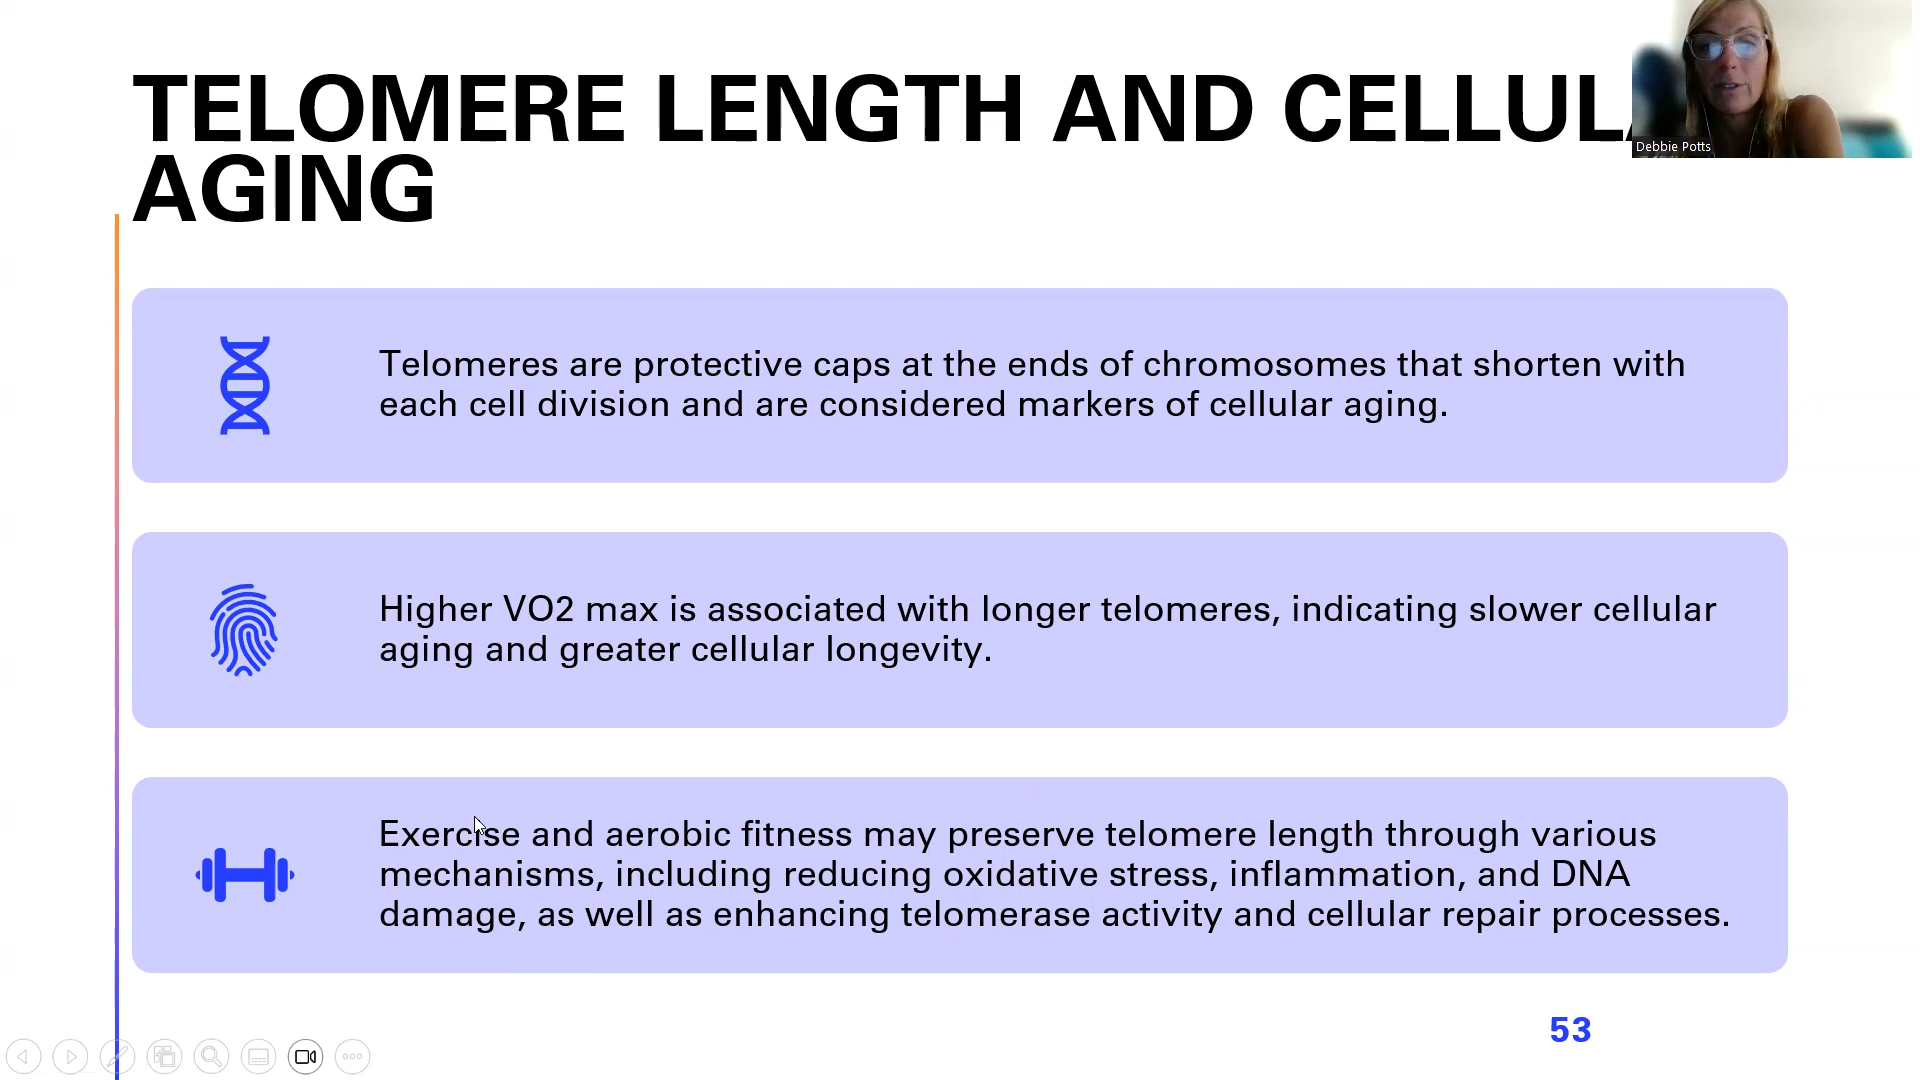 TELOMERE LENGTH AND CELLULA
AGING
Debbie Potts
Telomeres are protective caps at the ends of chromosomes that shorten with
each cell division and are considered markers of cellular aging.
Higher VO2 max is associated with longer telomeres, indicating slower cellular
aging and greater cellular longevity.
Exercise and aerobic fitness may preserve telomere length through various
mechanisms, including reducing oxidative stress, inflammation, and DNA
damage, as well as enhancing telomerase activity and cellular repair processes.
53